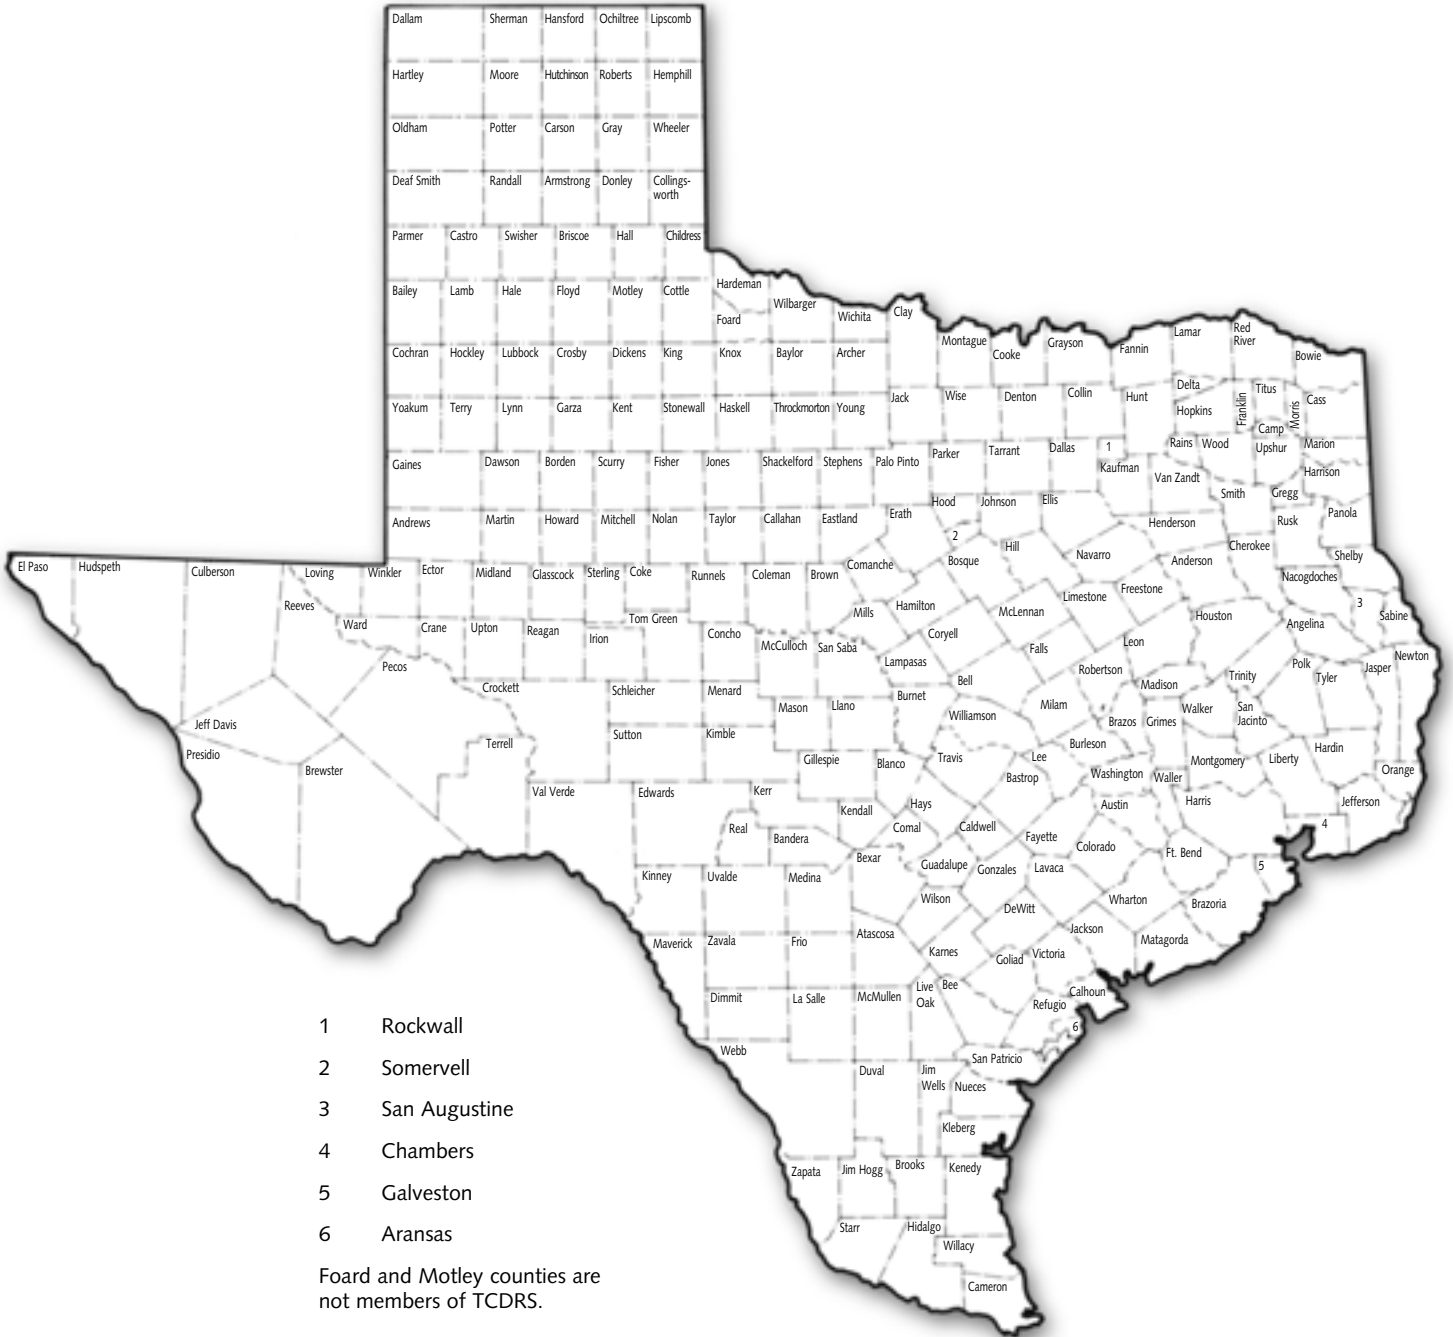 Dallam Sherman Hansford Ochiltree Lipscomb
Hartley Moore Hutchinson Roberts Hemphill
Oldham Potter Carson Gray Wheeler
Deaf Smith Randall Armstrong Donley Collings-
worth
Parmer Castro Swisher Briscoe Hall Childress
Hardeman
Bailey Lamb Hale Floyd Motley Cottle
Wilbarger
Foard Wichita Clay
Montague Cooke Grayson Fannin Lamar Red
River
Bowie
Cochran Hockley Lubbock Crosby Dickens King Knox Baylor Archer
Delta Titus
Jack Wise Denton Collin Hunt Hopkins Franklin Morris Cass
Yoakum Terry Lynn Garza Kent Stonewall Haskell Throckmorton Young
Camp
Parker Tarrant Dallas 1 Rains Wood Upshur Marion
Gaines Dawson Borden Scurry Fisher Jones Shackelford Stephens Palo Pinto Kaufman Van Zandt Harrison
Hood Johnson Ellis Smith Gregg
Andrews Martin Howard Mitchell Nolan Taylor Callahan Eastland Erath Henderson Rusk Panola
2 Hill Navarro Cherokee Shelby
El Paso Hudspeth Culberson Loving Winkler Ector Midland Glasscock Sterling Coke Runnels Coleman Brown Comanche Bosque Anderson Nacogdoches
Reeves Mills Hamilton McLennan Limestone Freestone Houston 3 Sabine
Ward Crane Upton Reagan Irion Tom Green Concho McCulloch San Saba Coryell Falls Leon Angelina
Pecos Lampasas Bell Robertson Trinity Polk Tyler Jasper Newton
Crockett Schleicher Menard Mason Llano Burnet Williamson Milam Madison Walker San
Jacinto
Jeff Davis Sutton Kimble Brazos Grimes
Presidio Brewster Terrell Gillespie Blanco Travis Lee Burleson Montgomery Liberty Hardin
Bastrop Washington Waller Orange
Val Verde Edwards Kerr Kendall Hays Austin Harris Jefferson
Real Bandera Comal Caldwell Fayette Colorado 4
Kinney Uvalde Medina Bexar Guadalupe Gonzales Lavaca Ft. Bend 5
Wilson DeWitt Wharton Brazoria
Maverick Zavala Frio Atascosa Karnes Goliad Victoria Jackson Matagorda
Dimmit La Salle McMullen Live
Oak
Bee Refugio Calhoun
6
Webb San Patricio
Duval Jim
Wells
Nueces
Kleberg
Zapata Jim Hogg Brooks Kenedy
Starr Hidalgo
Willacy
Cameron
1 Rockwall
2 Somervell
3 San Augustine
4 Chambers
5 Galveston
6 Aransas
Foard and Motley counties are
not members of TCDRS.